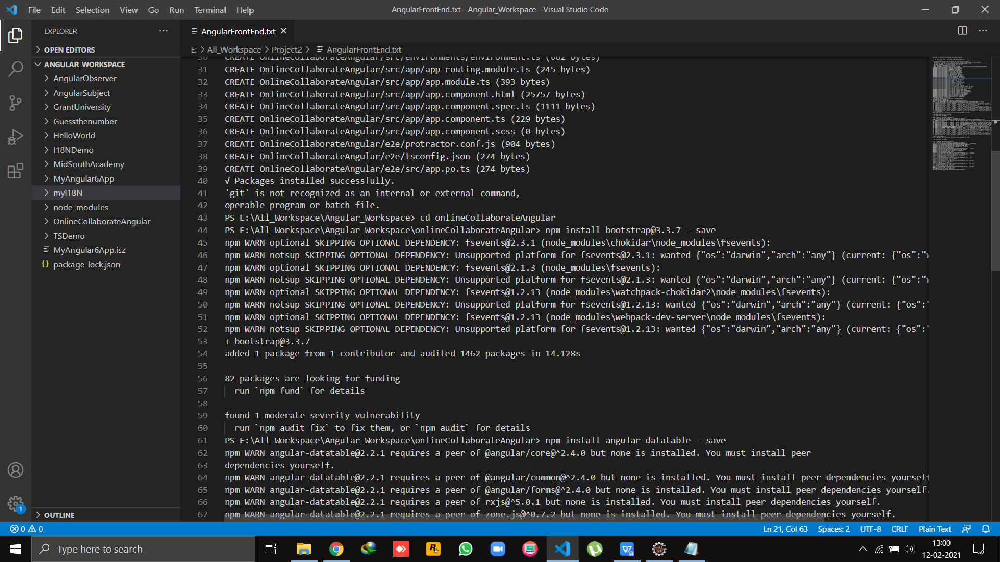 File Edit Selection View Go Run Terminal Help
AngularFrontEnd.txt - Angular_Workspace - Visual Studio Code
EXPLORER
OPEN EDITORS
ANGULAR_WORKSPACE
AngularObserver
AngularSubject
GrantUniversity
Guessthenumber
HelloWorld
I18NDemo
MidSouthAcademy
MyAngular6App
myI18N
node_modules
OnlineCollaborateAngular
TSDemo
MyAngular6App.isz
{} package-lock.json
OUTLINE
AngularFrontEnd.txt
E: > All_Workspace > Project2 > AngularFrontEnd.txt
30 CREATE OnlineCollaborateAngular/src/environments/environment.ts (662 bytes)
31 CREATE OnlineCollaborateAngular/src/app/app-routing.module.ts (245 bytes)
32 CREATE OnlineCollaborateAngular/src/app/app.module.ts (393 bytes)
33 CREATE OnlineCollaborateAngular/src/app/app.component.html (25757 bytes)
34 CREATE OnlineCollaborateAngular/src/app/app.component.spec.ts (1111 bytes)
35 CREATE OnlineCollaborateAngular/src/app/app.component.ts (229 bytes)
36 CREATE OnlineCollaborateAngular/src/app/app.component.scss (0 bytes)
37 CREATE OnlineCollaborateAngular/e2e/protractor.conf.js (904 bytes)
38 CREATE OnlineCollaborateAngular/e2e/tsconfig.json (274 bytes)
39 CREATE OnlineCollaborateAngular/e2e/src/app.po.ts (274 bytes)
40 √ Packages installed successfully.
41 'git' is not recognized as an internal or external command,
42 operable program or batch file.
43 PS E:\All_Workspace\Angular_Workspace> cd onlineCollaborateAngular
44 PS E:\All_Workspace\Angular_Workspace\onlineCollaborateAngular> npm install bootstrap@3.3.7 --save
45 npm WARN optional SKIPPING OPTIONAL DEPENDENCY: fsevents@2.3.1 (node_modules\chokidar\node_modules\fsevents):
46 npm WARN notsup SKIPPING OPTIONAL DEPENDENCY: Unsupported platform for fsevents@2.3.1: wanted {"os":"darwin","arch":"any"} (current: {"os":"w
47 npm WARN optional SKIPPING OPTIONAL DEPENDENCY: fsevents@2.1.3 (node_modules\fsevents):
48 npm WARN notsup SKIPPING OPTIONAL DEPENDENCY: Unsupported platform for fsevents@2.1.3: wanted {"os":"darwin","arch":"any"} (current: {"os":"w
49 npm WARN optional SKIPPING OPTIONAL DEPENDENCY: fsevents@1.2.13 (node_modules\watchpack-chokidar2\node_modules\fsevents):
50 npm WARN notsup SKIPPING OPTIONAL DEPENDENCY: Unsupported platform for fsevents@1.2.13: wanted {"os":"darwin","arch":"any"} (current: {"os":"
51 npm WARN optional SKIPPING OPTIONAL DEPENDENCY: fsevents@1.2.13 (node_modules\webpack-dev-server\node_modules\fsevents):
52 npm WARN notsup SKIPPING OPTIONAL DEPENDENCY: Unsupported platform for fsevents@1.2.13: wanted {"os":"darwin","arch":"any"} (current: {"os":"
53 + bootstrap@3.3.7
54 added 1 package from 1 contributor and audited 1462 packages in 14.128s
55
56 82 packages are looking for funding
57 run `npm fund` for details
58
59 found 1 moderate severity vulnerability
60 run `npm audit fix` to fix them, or `npm audit` for details
61 PS E:\All_Workspace\Angular_Workspace\onlineCollaborateAngular> npm install angular-datatable --save
62 npm WARN angular-datatable@2.2.1 requires a peer of @angular/core@^2.4.0 but none is installed. You must install peer
63 dependencies yourself.
64 npm WARN angular-datatable@2.2.1 requires a peer of @angular/common@^2.4.0 but none is installed. You must install peer dependencies yourself
65 npm WARN angular-datatable@2.2.1 requires a peer of @angular/forms@^2.4.0 but none is installed. You must install peer dependencies yourself.
66 npm WARN angular-datatable@2.2.1 requires a peer of rxjs@^5.0.1 but none is installed. You must install peer dependencies yourself.
67 npm WARN angular-datatable@2.2.1 requires a peer of zone.js@^0.7.2 but none is installed. You must install peer dependencies yourself.
1
0 0
Ln 21, Col 63 Spaces: 2 UTF-8 CRLF Plain Text
Type here to search
13:00
12-02-2021